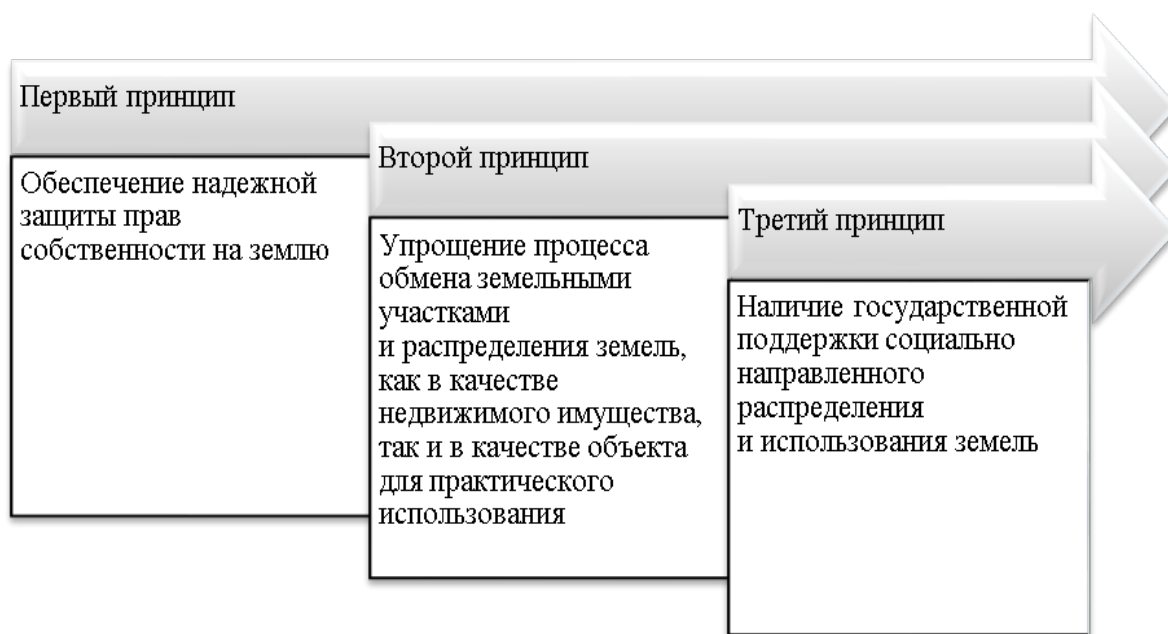 Первый принцип
Обеспечение надежной
защиты прав
собственности на землю
Второй принцип
Упрощение процесса
обмена земельными
участками
и распределения земель,
как в качестве
недвижимого имущества,
так и в качестве объекта
для практического
использования
Третий принцип
Наличие государственной
поддержки социально
направленного
распределения
и использования земель